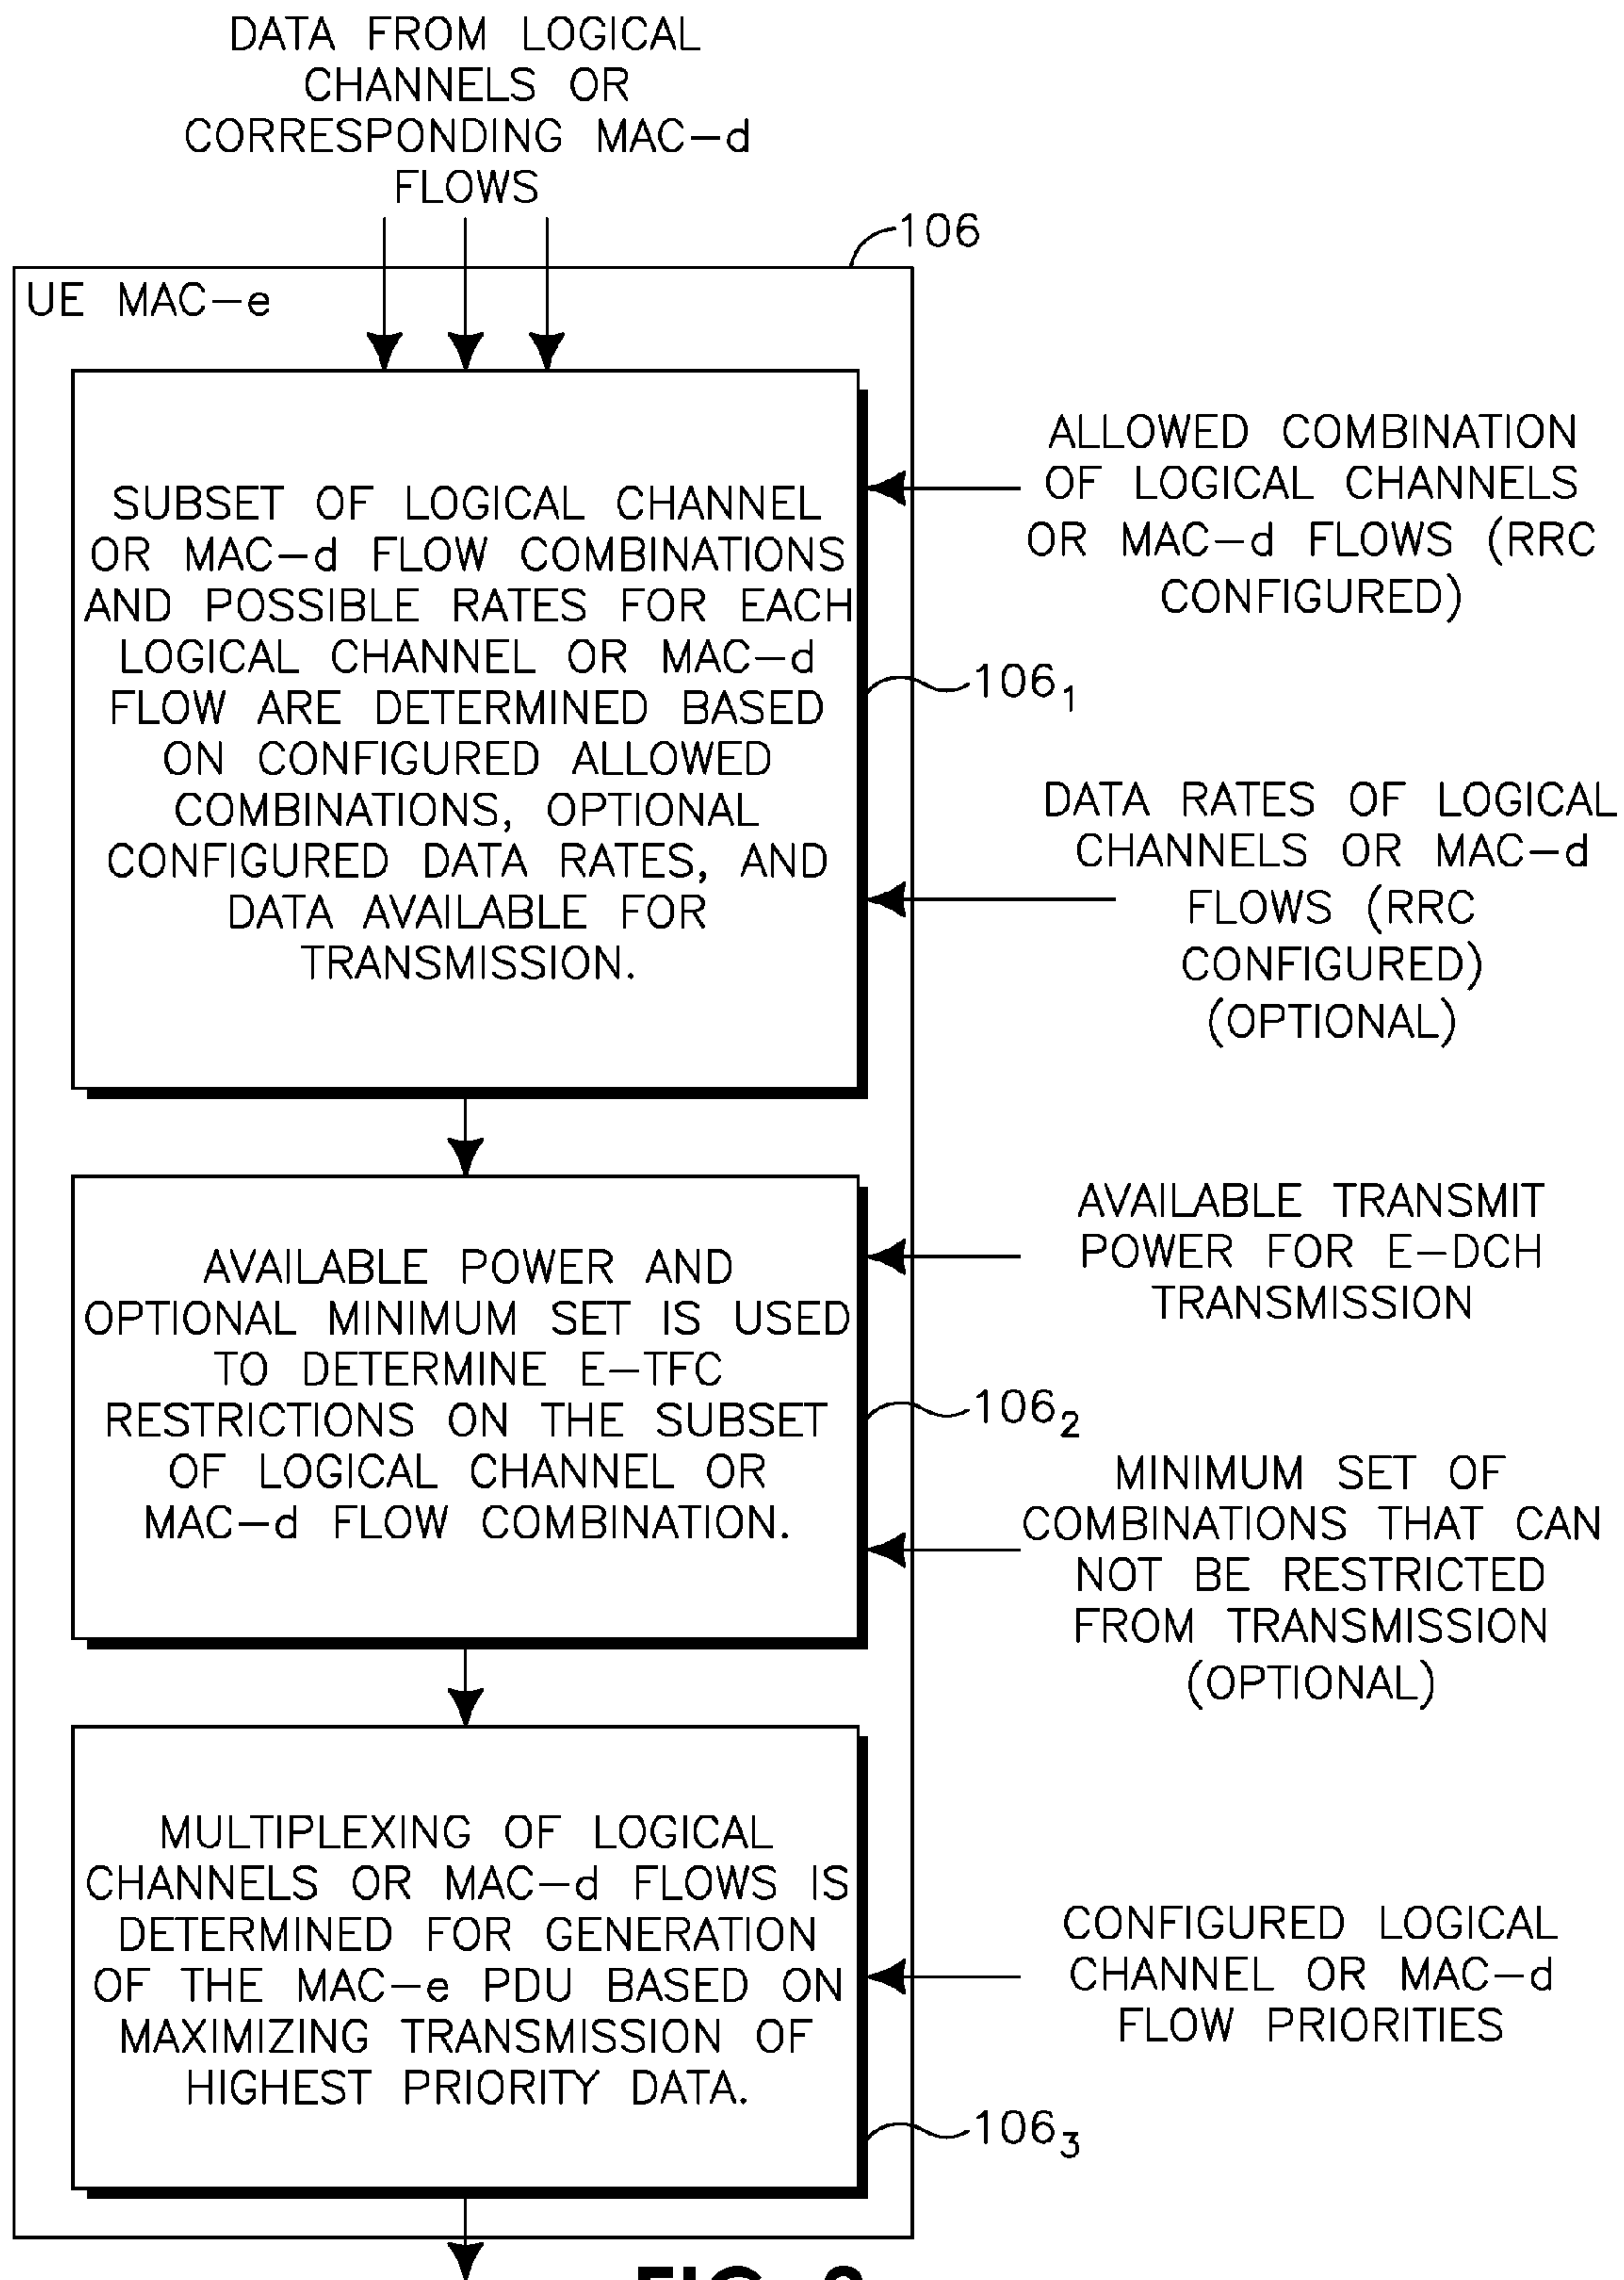 DATA FROM LOGICAL
CHANNELS OR
CORRESPONDING MAC-d
FLOWS
106
UE MAC-e
SUBSET OF LOGICAL CHANNEL
OR MAC-d FLOW COMBINATIONS
AND POSSIBLE RATES FOR EACH
LOGICAL CHANNEL OR MAC-d
FLOW ARE DETERMINED BASED
ON CONFIGURED ALLOWED
COMBINATIONS, OPTIONAL
CONFIGURED DATA RATES, AND
DATA AVAILABLE FOR
TRANSMISSION.
ALLOWED COMBINATION
OF LOGICAL CHANNELS
OR MAC-d FLOWS (RRC
CONFIGURED)
106₁
DATA RATES OF LOGICAL
CHANNELS OR MAC-d
FLOWS (RRC
CONFIGURED)
(OPTIONAL)
AVAILABLE POWER AND
OPTIONAL MINIMUM SET IS USED
TO DETERMINE E-TFC
RESTRICTIONS ON THE SUBSET
OF LOGICAL CHANNEL OR
MAC-d FLOW COMBINATION.
AVAILABLE TRANSMIT
POWER FOR E-DCH
TRANSMISSION
106₂
MINIMUM SET OF
COMBINATIONS THAT CAN
NOT BE RESTRICTED
FROM TRANSMISSION
(OPTIONAL)
MULTIPLEXING OF LOGICAL
CHANNELS OR MAC-d FLOWS IS
DETERMINED FOR GENERATION
OF THE MAC-e PDU BASED ON
MAXIMIZING TRANSMISSION OF
HIGHEST PRIORITY DATA.
CONFIGURED LOGICAL
CHANNEL OR MAC-d
FLOW PRIORITIES
106₃